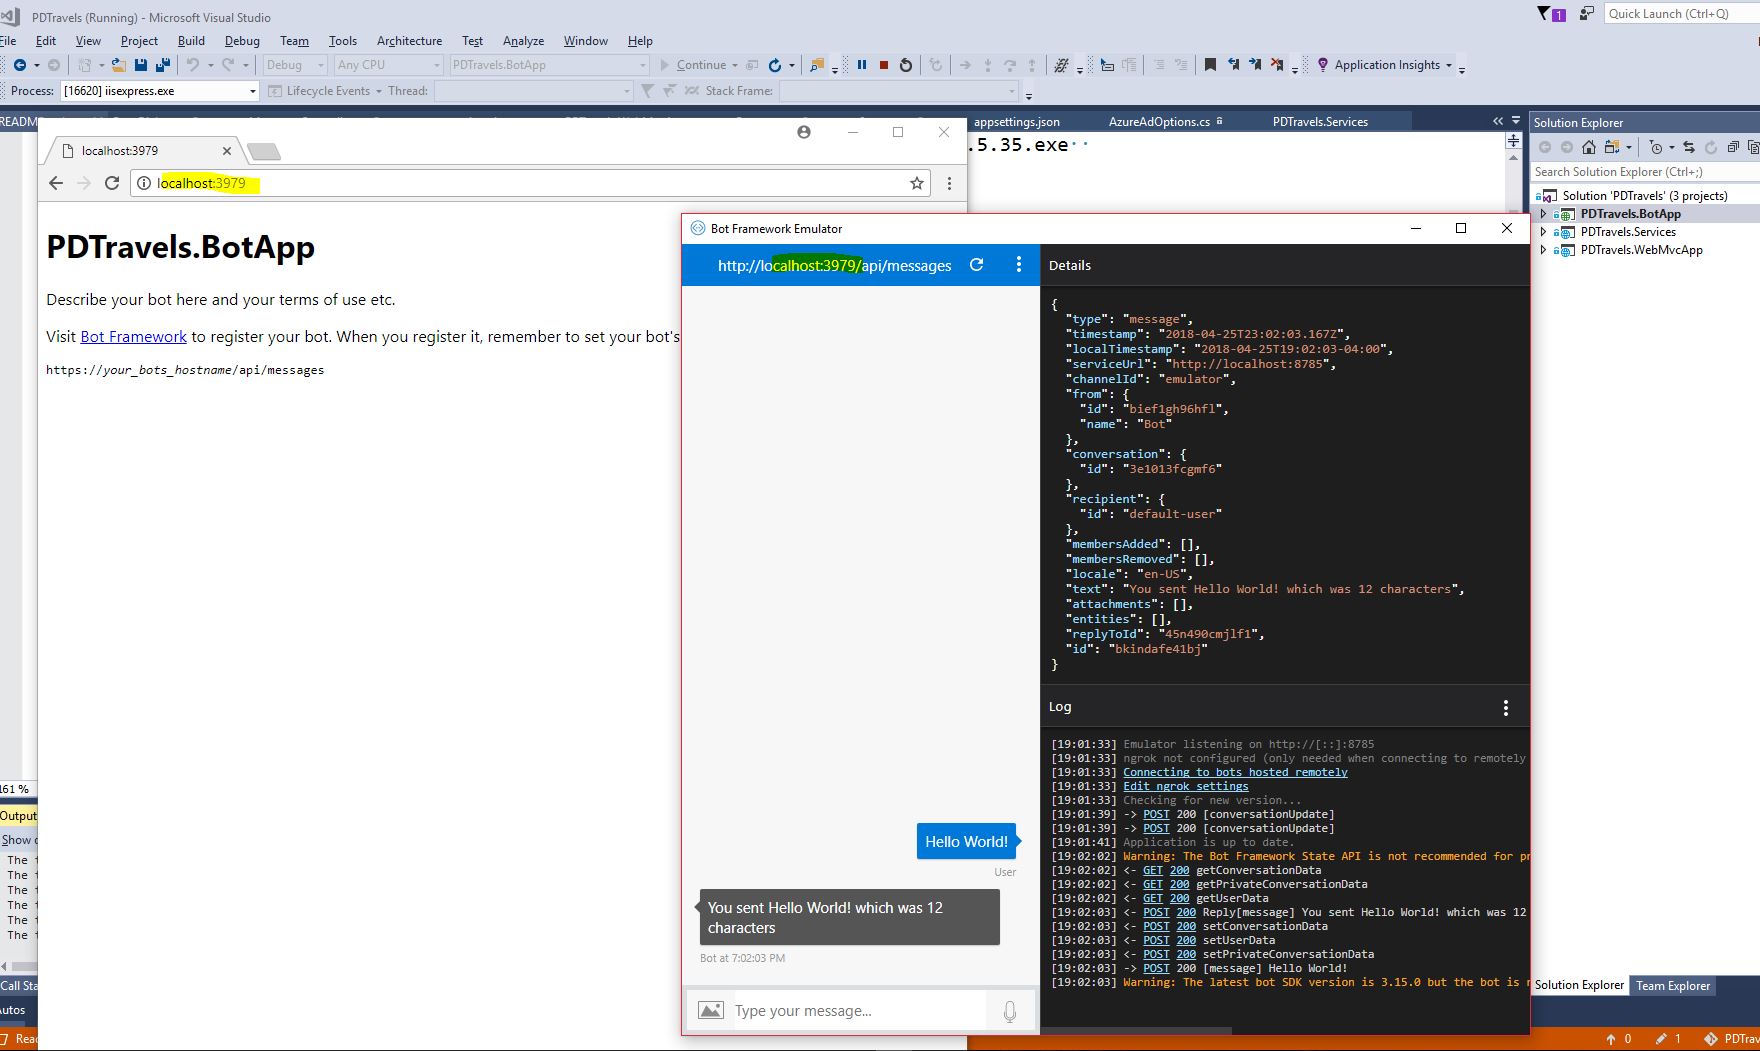 PDTravels (Running) - Microsoft Visual Studio
1
Quick Launch (Ctrl+Q)
File Edit View Project Build Debug Team Tools Architecture Test Analyze Window Help
Debug Any CPU PDTravels.BotApp Continue Application Insights
Process: [16620] iisexpress.exe Lifecycle Events Thread: Stack Frame:
README
appsettings.json AzureAdOptions.cs PDTravels.Services
.5.35.exe
localhost:3979
localhost:3979
PDTravels.BotApp
Describe your bot here and your terms of use etc.
Visit Bot Framework to register your bot. When you register it, remember to set your bot's
https://your_bots_hostname/api/messages
161 %
Output
Show
The
The
The
The
The
The
Call Sta
Autos
Bot Framework Emulator
http://localhost:3979/api/messages
Hello World!
User
You sent Hello World! which was 12
characters
Bot at 7:02:03 PM
Type your message...
Details
{
"type": "message",
"timestamp": "2018-04-25T23:02:03.167Z",
"localTimestamp": "2018-04-25T19:02:03-04:00",
"serviceUrl": "http://localhost:8785",
"channelId": "emulator",
"from": {
"id": "bief1gh96hfl",
"name": "Bot"
},
"conversation": {
"id": "3e1013fcgmf6"
},
"recipient": {
"id": "default-user"
},
"membersAdded": [],
"membersRemoved": [],
"locale": "en-US",
"text": "You sent Hello World! which was 12 characters",
"attachments": [],
"entities": [],
"replyToId": "45n490cmjlf1",
"id": "bkindafe41bj"
}
Log
[19:01:33] Emulator listening on http://[::]:8785
[19:01:33] ngrok not configured (only needed when connecting to remotely
[19:01:33] Connecting to bots hosted remotely
[19:01:33] Edit ngrok settings
[19:01:33] Checking for new version...
[19:01:39] -> POST 200 [conversationUpdate]
[19:01:39] -> POST 200 [conversationUpdate]
[19:01:41] Application is up to date.
[19:02:02] Warning: The Bot Framework State API is not recommended for pr
[19:02:02] <- GET 200 getConversationData
[19:02:02] <- GET 200 getPrivateConversationData
[19:02:02] <- GET 200 getUserData
[19:02:03] <- POST 200 Reply[message] You sent Hello World! which was 12
[19:02:03] <- POST 200 setConversationData
[19:02:03] <- POST 200 setUserData
[19:02:03] <- POST 200 setPrivateConversationData
[19:02:03] -> POST 200 [message] Hello World!
[19:02:03] Warning: The latest bot SDK version is 3.15.0 but the bot is
Solution Explorer
Search Solution Explorer (Ctrl+;)
Solution 'PDTravels' (3 projects)
PDTravels.BotApp
PDTravels.Services
PDTravels.WebMvcApp
Solution Explorer Team Explorer
0 1 PDTrav